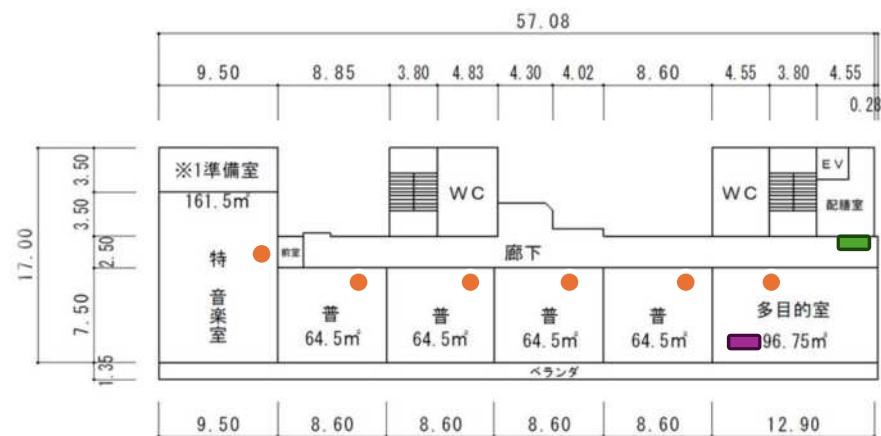 57.08
9.50 8.85 3.80 4.83 4.30 4.02 8.60 4.55 3.80 4.55
0.28
3.50
3.50
2.50
7.50
1.35
17.00
※1準備室
161.5㎡
特 音楽室
前室
WC
WC
EV
配膳室
廊下
普
64.5㎡
普
64.5㎡
普
64.5㎡
普
64.5㎡
多目的室
96.75㎡
ベランダ
9.50 8.60 8.60 8.60 8.60 12.90